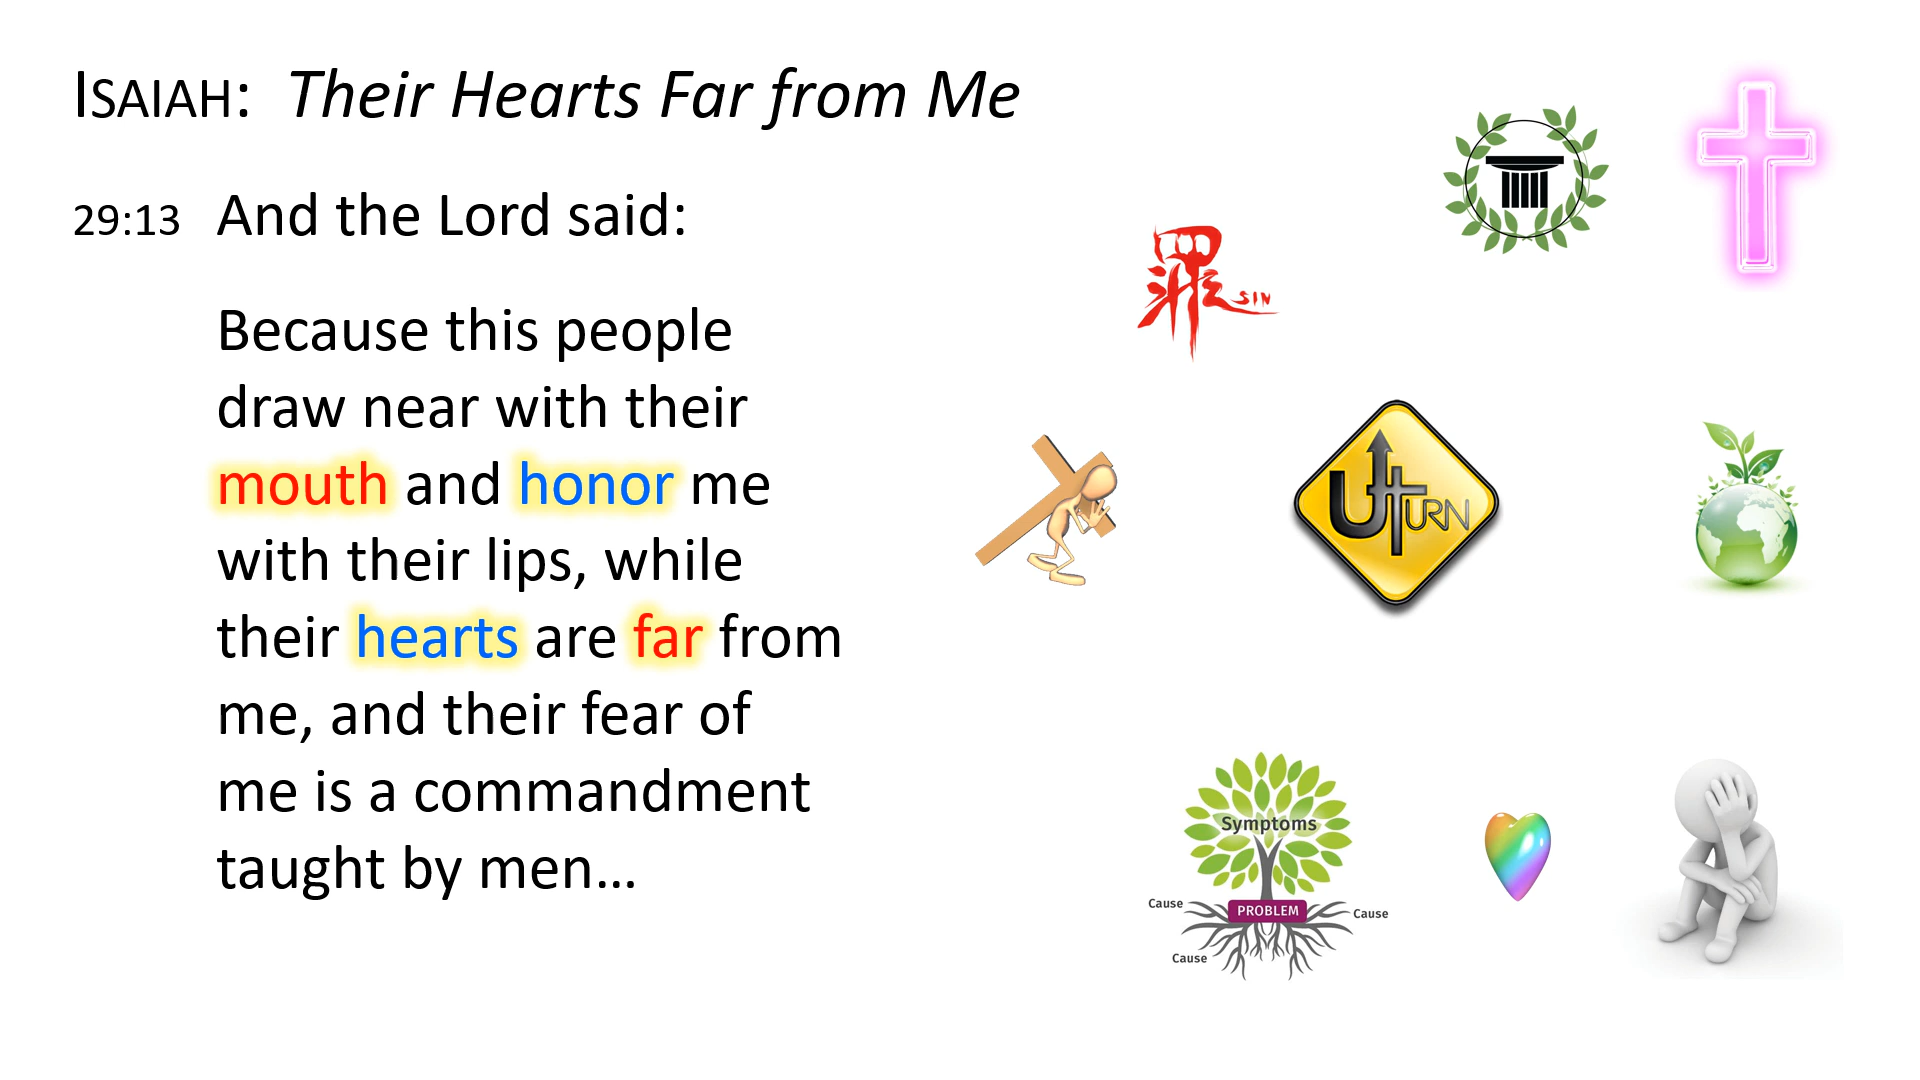 ISAIAH: Their Hearts Far from Me
29:13 And the Lord said:
Because this people
draw near with their
mouth and honor me
with their lips, while
their hearts are far from
me, and their fear of
me is a commandment
taught by men…
罪 SIN
UTURN
Symptoms
Cause
PROBLEM
Cause
Cause